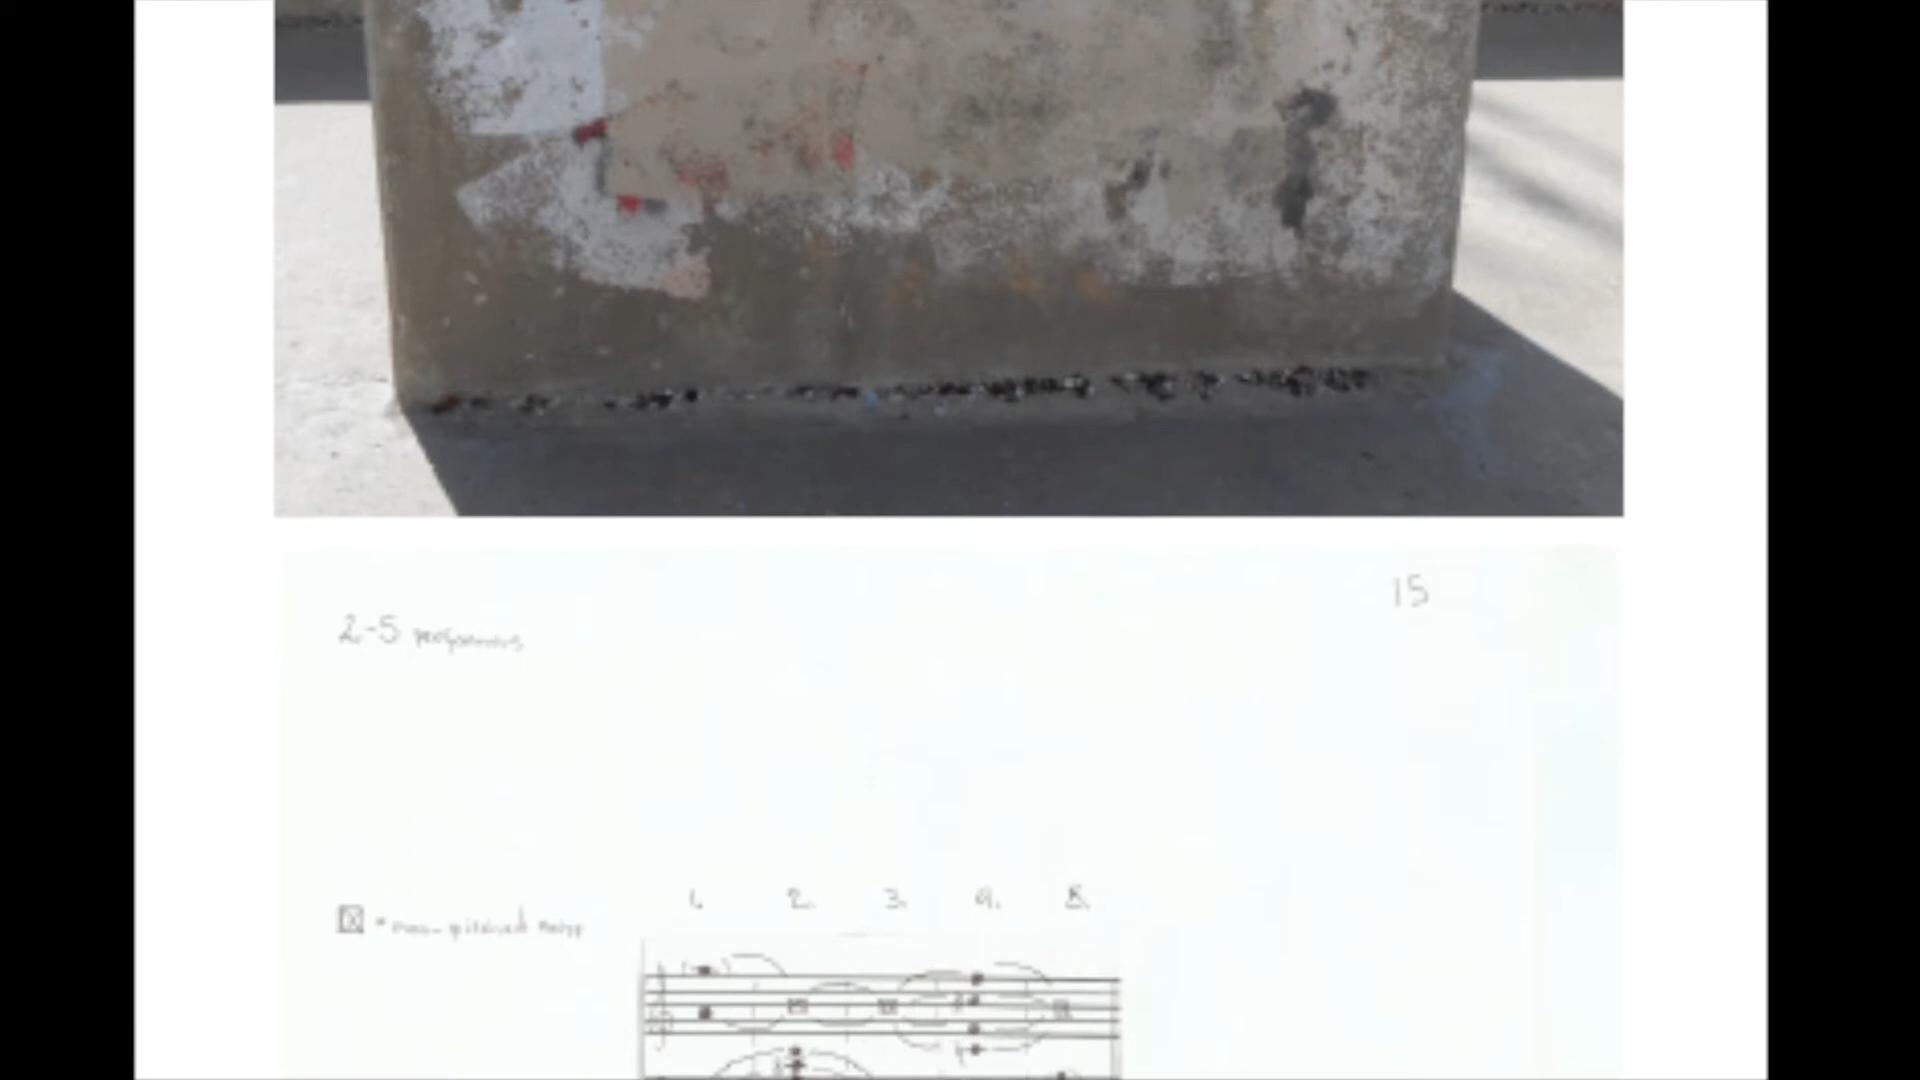 15
2-5 performers
= non-pitched noise
1. 2. 3. 4. 5.